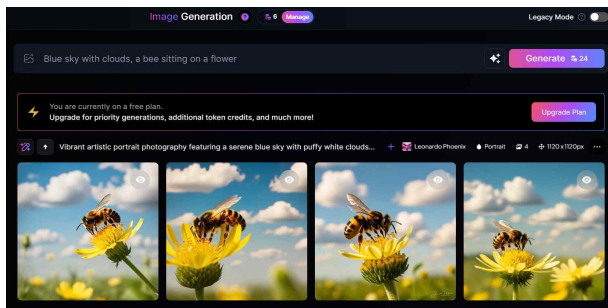 Image Generation ? 6 Manage
Legacy Mode ?
Blue sky with clouds, a bee sitting on a flower
Generate 24
You are currently on a free plan.
Upgrade for priority generations, additional token credits, and much more!
Upgrade Plan
Vibrant artistic portrait photography featuring a serene blue sky with puffy white clouds... + Leonardo Phoenix Portrait 4 1120x1120px ...